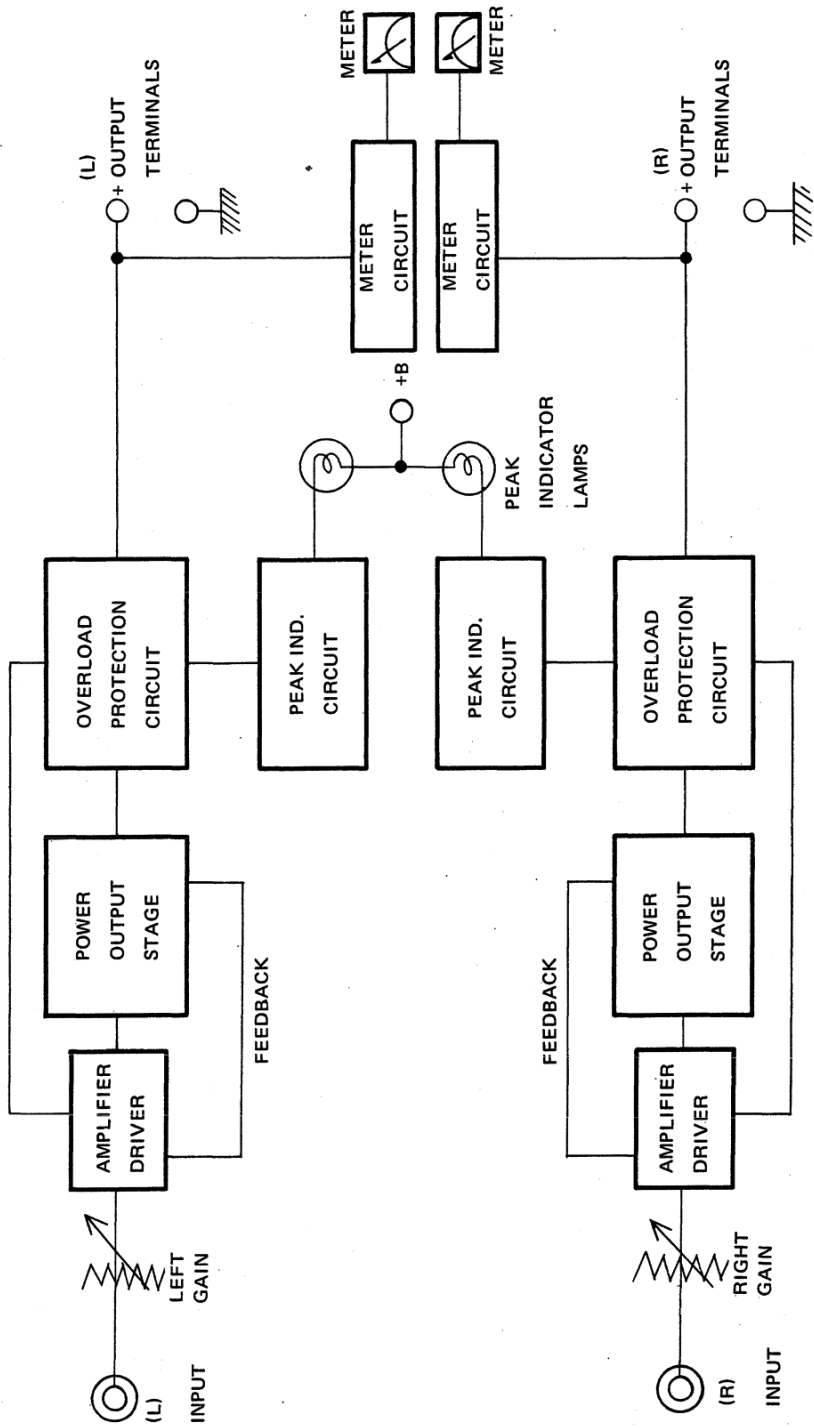 (L)
INPUT
LEFT
GAIN
AMPLIFIER
DRIVER
FEEDBACK
POWER
OUTPUT
STAGE
OVERLOAD
PROTECTION
CIRCUIT
PEAK IND.
CIRCUIT
(L)
+ OUTPUT
TERMINALS
METER
CIRCUIT
METER
+B
PEAK
INDICATOR
LAMPS
METER
CIRCUIT
METER
(R)
INPUT
RIGHT
GAIN
AMPLIFIER
DRIVER
FEEDBACK
POWER
OUTPUT
STAGE
OVERLOAD
PROTECTION
CIRCUIT
PEAK IND.
CIRCUIT
(R)
+ OUTPUT
TERMINALS